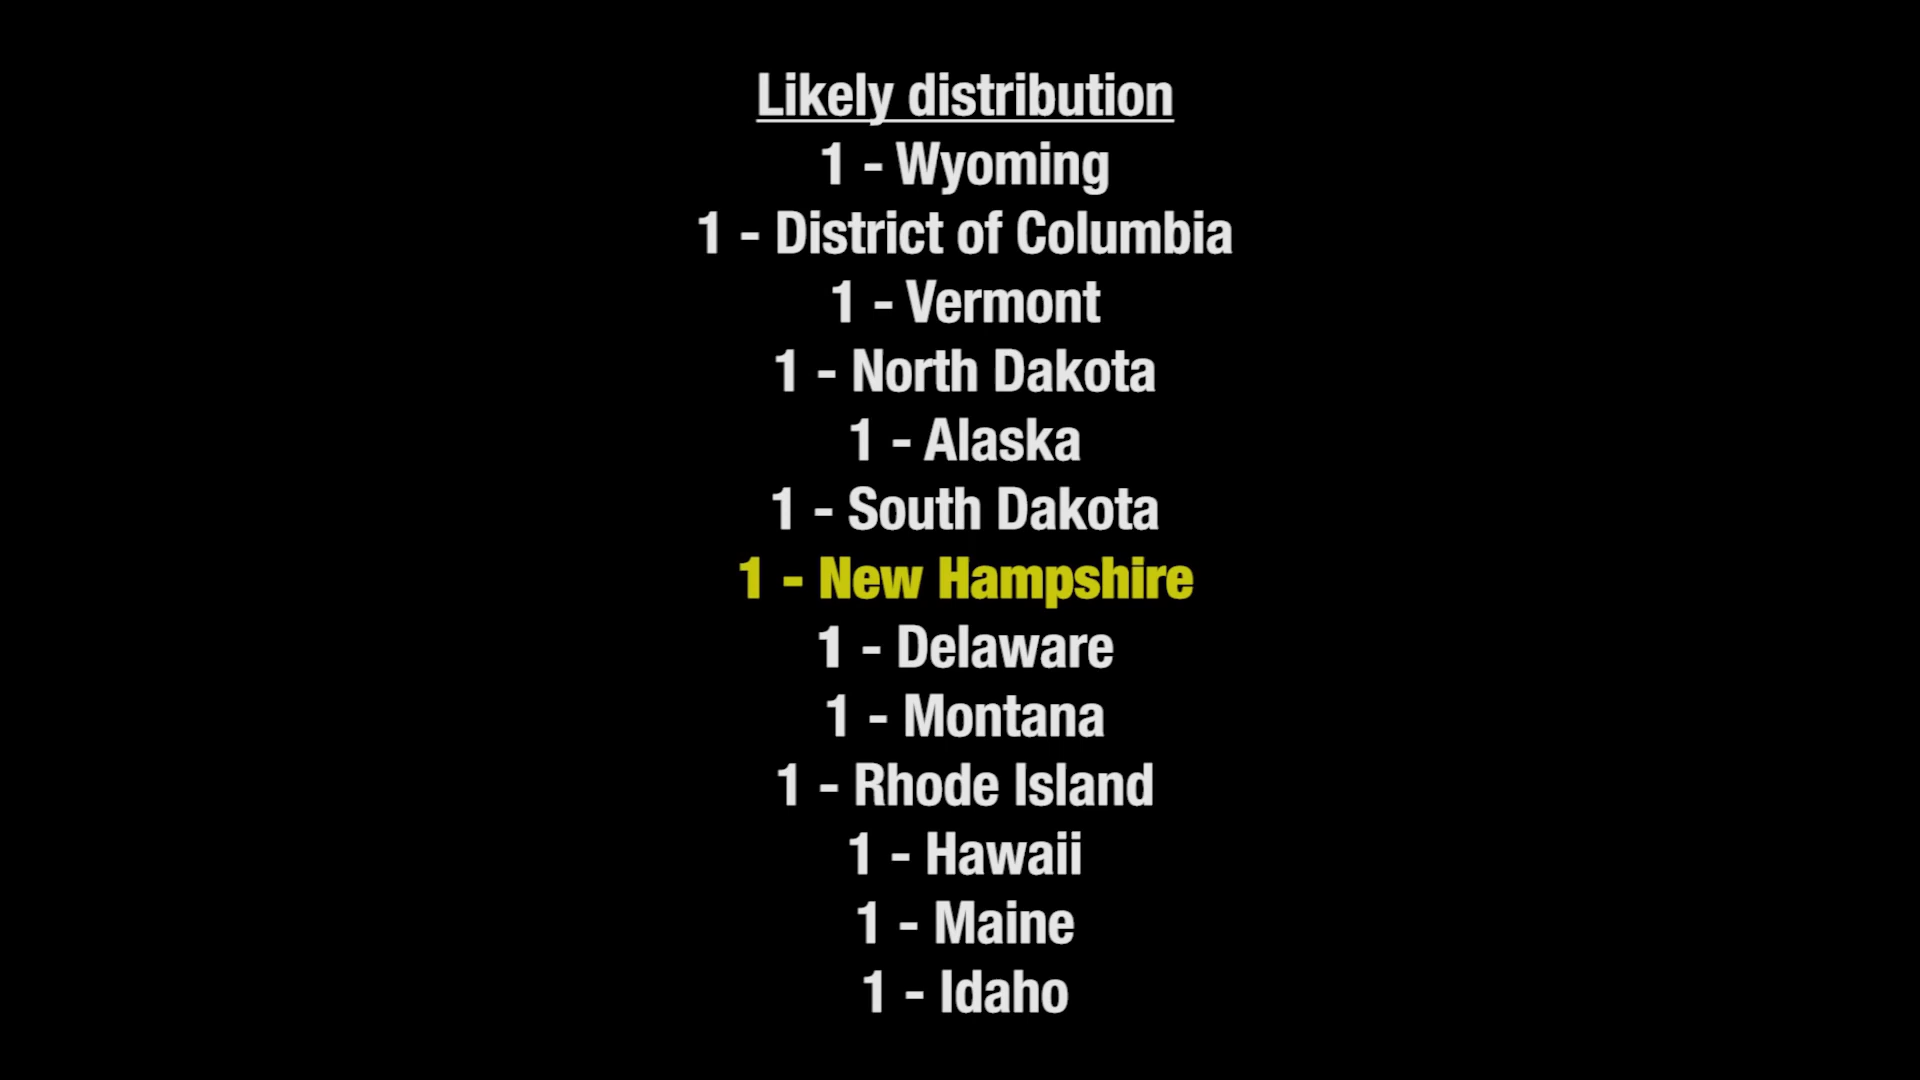 Likely distribution
1 - Wyoming
1 - District of Columbia
1 - Vermont
1 - North Dakota
1 - Alaska
1 - South Dakota
1 - New Hampshire
1 - Delaware
1 - Montana
1 - Rhode Island
1 - Hawaii
1 - Maine
1 - Idaho